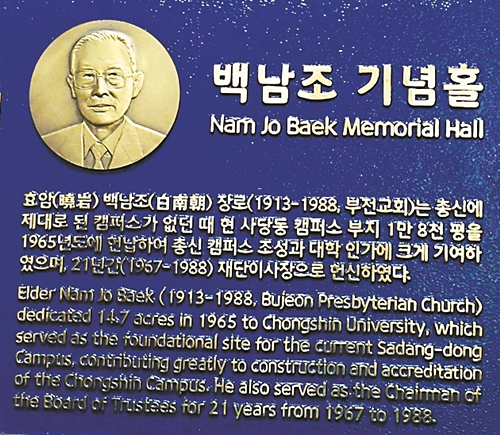 백남조 기념홀
Nam Jo Baek Memorial Hall
효암(曉岩) 백남조(白南朝) 장로(1913-1988, 부전교회)는 총신에
제대로 된 캠퍼스가 없던 때 현 사당동 캠퍼스 부지 1만 8천 평을
1965년도에 헌납하여 총신 캠퍼스 조성과 대학 인가에 크게 기여하
였으며, 21년간(1967-1988) 재단이사장으로 헌신하였다.
Elder Nam Jo Baek (1913-1988, Bujeon Presbyterian Church)
dedicated 14.7 acres in 1965 to Chongshin University, which
served as the foundational site for the current Sadang-dong
Campus, contributing greatly to construction and accreditation
of the Chongshin Campus. He also served as the Chairman of
the Board of Trustees for 21 years from 1967 to 1988.